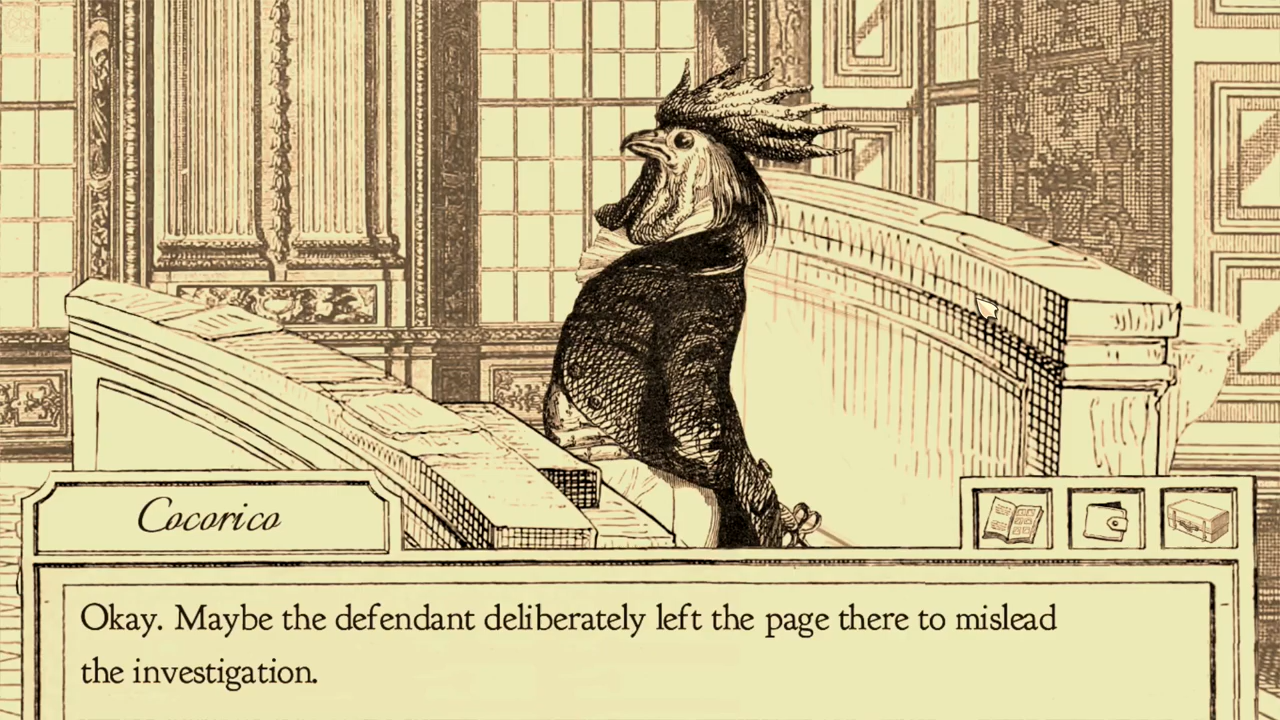 Cocorico
Okay. Maybe the defendant deliberately left the page there to mislead
the investigation.